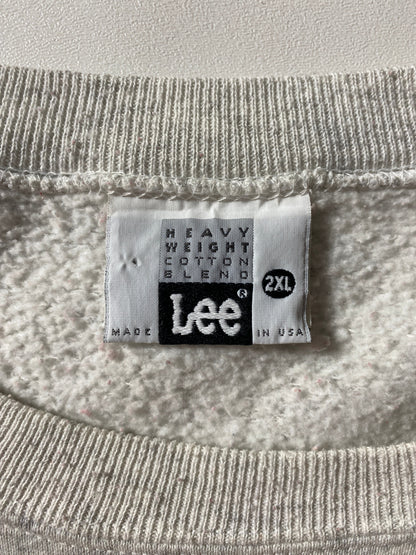 HEAVY
WEIGHT
COTTON
BLEND
2XL
Lee®
MADE IN USA